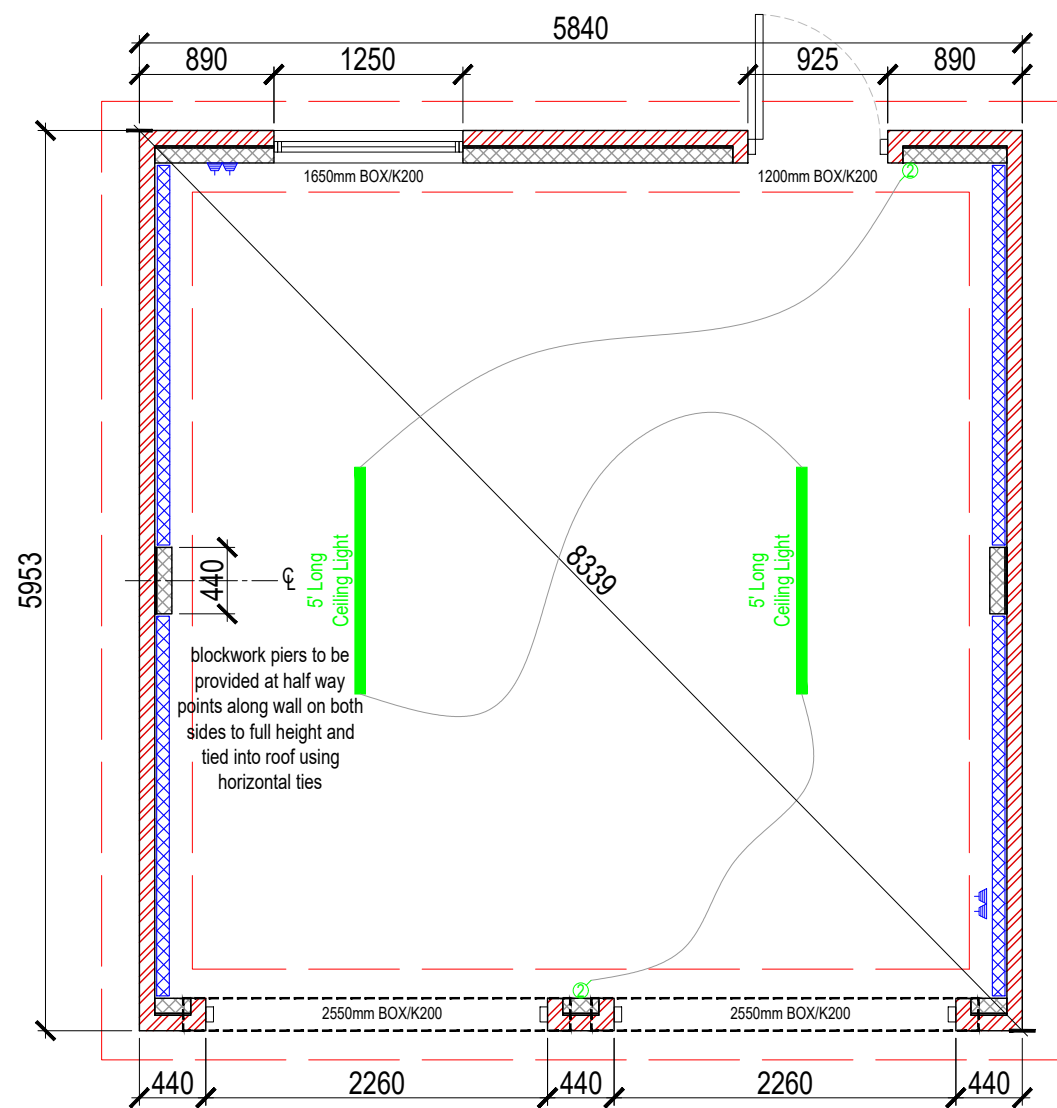 5840
890
1250
925
890
1650mm BOX/K200
1200mm BOX/K200
2
5953
440
℄
5' Long
Ceiling Light
8339
5' Long
Ceiling Light
blockwork piers to be
provided at half way
points along wall on both
sides to full height and
tied into roof using
horizontal ties
2
2550mm BOX/K200
2550mm BOX/K200
440
2260
440
2260
440